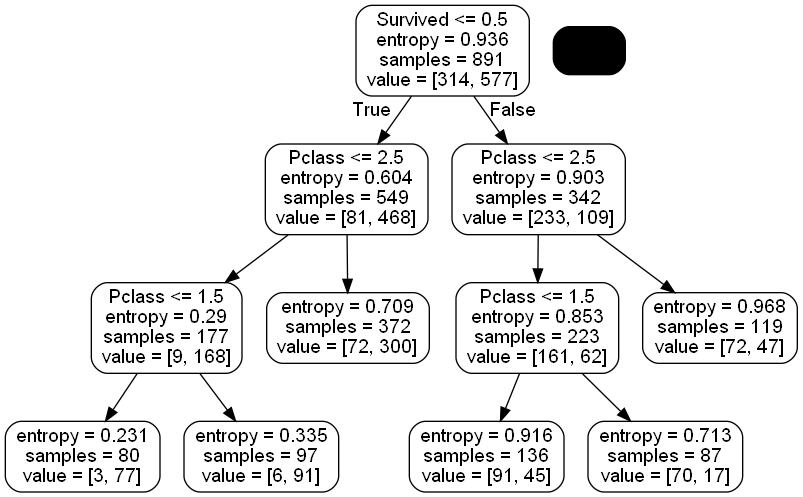 Survived <= 0.5
entropy = 0.936
samples = 891
value = [314, 577]
True
False
Pclass <= 2.5
entropy = 0.604
samples = 549
value = [81, 468]
Pclass <= 2.5
entropy = 0.903
samples = 342
value = [233, 109]
Pclass <= 1.5
entropy = 0.29
samples = 177
value = [9, 168]
entropy = 0.709
samples = 372
value = [72, 300]
Pclass <= 1.5
entropy = 0.853
samples = 223
value = [161, 62]
entropy = 0.968
samples = 119
value = [72, 47]
entropy = 0.231
samples = 80
value = [3, 77]
entropy = 0.335
samples = 97
value = [6, 91]
entropy = 0.916
samples = 136
value = [91, 45]
entropy = 0.713
samples = 87
value = [70, 17]